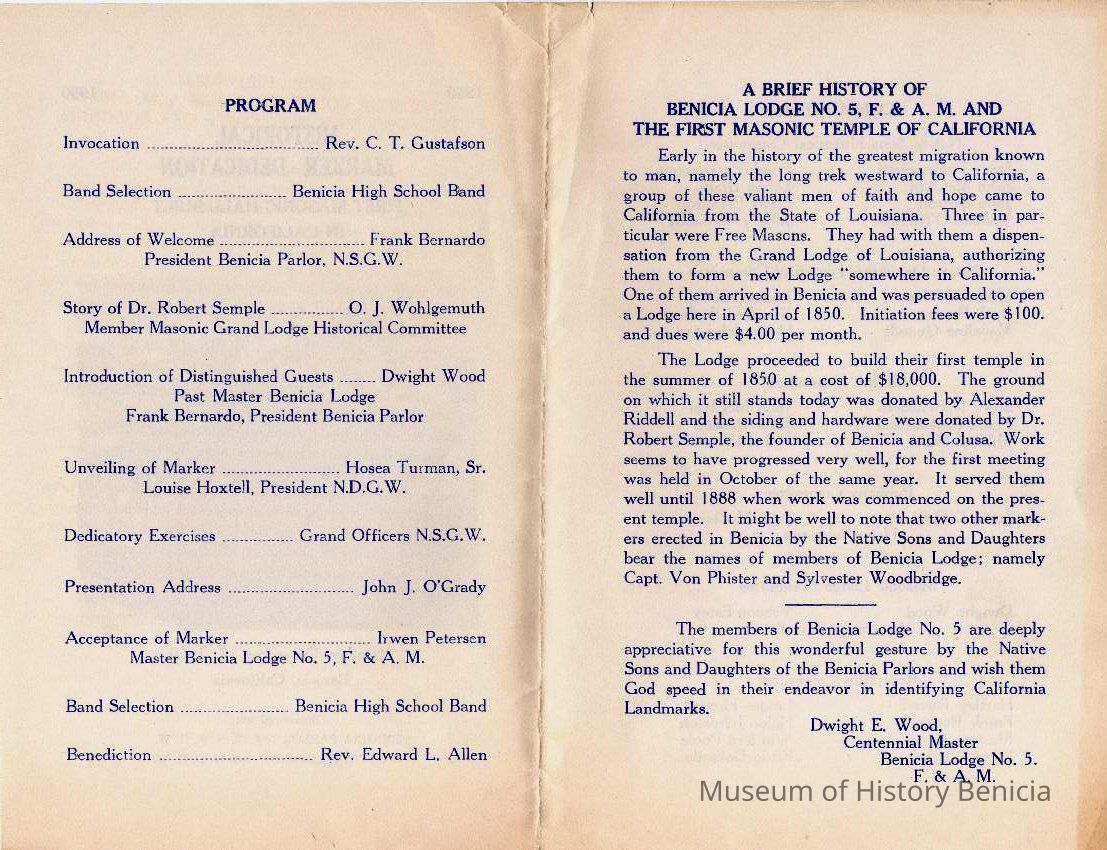 PROGRAM
Invocation ........................................ Rev. C. T. Gustafson
Band Selection .......................... Benicia High School Band
Address of Welcome .................................. Frank Bernardo
President Benicia Parlor, N.S.G.W.
Story of Dr. Robert Semple ................. O. J. Wohlgemuth
Member Masonic Grand Lodge Historical Committee
Introduction of Distinguished Guests ........ Dwight Wood
Past Master Benicia Lodge
Frank Bernardo, President Benicia Parlor
Unveiling of Marker ............................ Hosea Turman, Sr.
Louise Hoxtell, President N.D.G.W.
Dedicatory Exercises ................ Grand Officers N.S.G.W.
Presentation Address .............................. John J. O'Grady
Acceptance of Marker ................................ Irwen Petersen
Master Benicia Lodge No. 5, F. & A. M.
Band Selection .......................... Benicia High School Band
Benediction .................................... Rev. Edward L. Allen
A BRIEF HISTORY OF
BENICIA LODGE NO. 5, F. & A. M. AND
THE FIRST MASONIC TEMPLE OF CALIFORNIA
Early in the history of the greatest migration known
to man, namely the long trek westward to California, a
group of these valiant men of faith and hope came to
California from the State of Louisiana. Three in par-
ticular were Free Masons. They had with them a dispen-
sation from the Grand Lodge of Louisiana, authorizing
them to form a new Lodge "somewhere in California."
One of them arrived in Benicia and was persuaded to open
a Lodge here in April of 1850. Initiation fees were $100.
and dues were $4.00 per month.
The Lodge proceeded to build their first temple in
the summer of 1850 at a cost of $18,000. The ground
on which it still stands today was donated by Alexander
Riddell and the siding and hardware were donated by Dr.
Robert Semple, the founder of Benicia and Colusa. Work
seems to have progressed very well, for the first meeting
was held in October of the same year. It served them
well until 1888 when work was commenced on the pres-
ent temple. It might be well to note that two other mark-
ers erected in Benicia by the Native Sons and Daughters
bear the names of members of Benicia Lodge; namely
Capt. Von Phister and Sylvester Woodbridge.
The members of Benicia Lodge No. 5 are deeply
appreciative for this wonderful gesture by the Native
Sons and Daughters of the Benicia Parlors and wish them
God speed in their endeavor in identifying California
Landmarks.
Dwight E. Wood,
Centennial Master
Benicia Lodge No. 5.
F. & A. M.
Museum of History Benicia